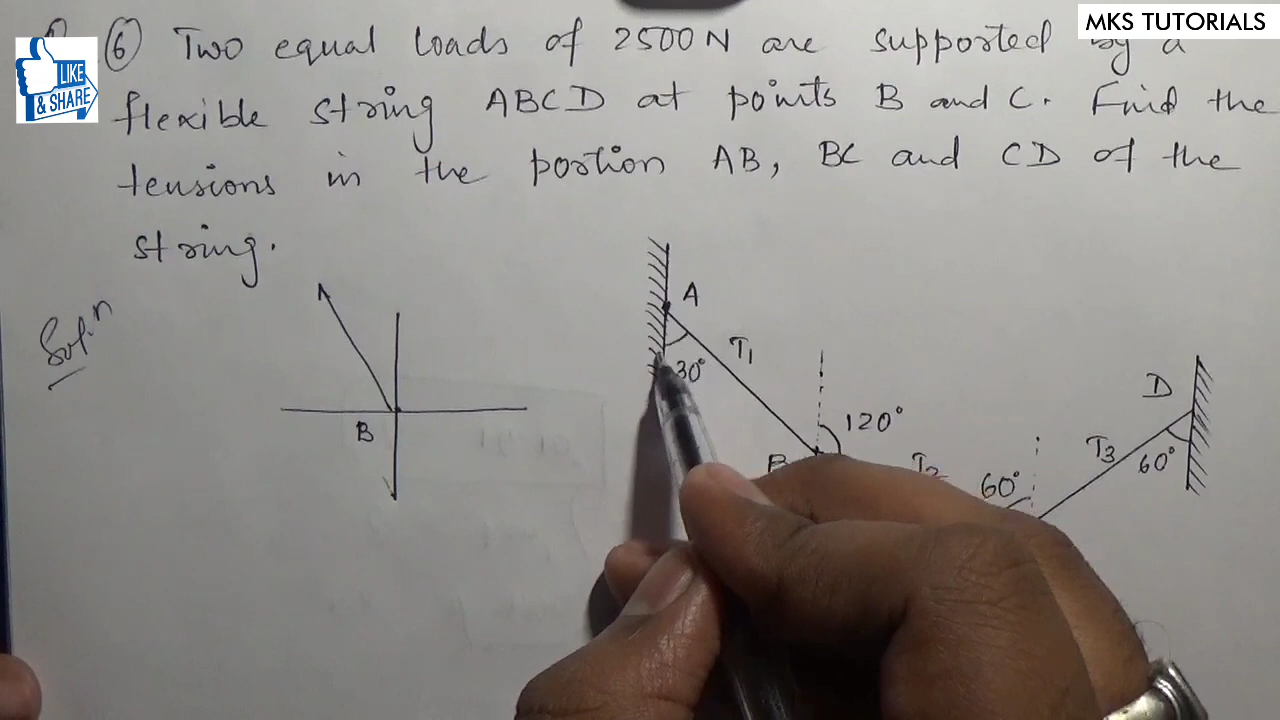 MKS TUTORIALS
LIKE
& SHARE
⑥ Two equal loads of 2500 N are supported by a
flexible string ABCD at points B and C. Find the
tensions in the portion AB, BC and CD of the
string.
Sol.n
A
30°
T1
120°
B
B
T2
60°
T3
D
60°